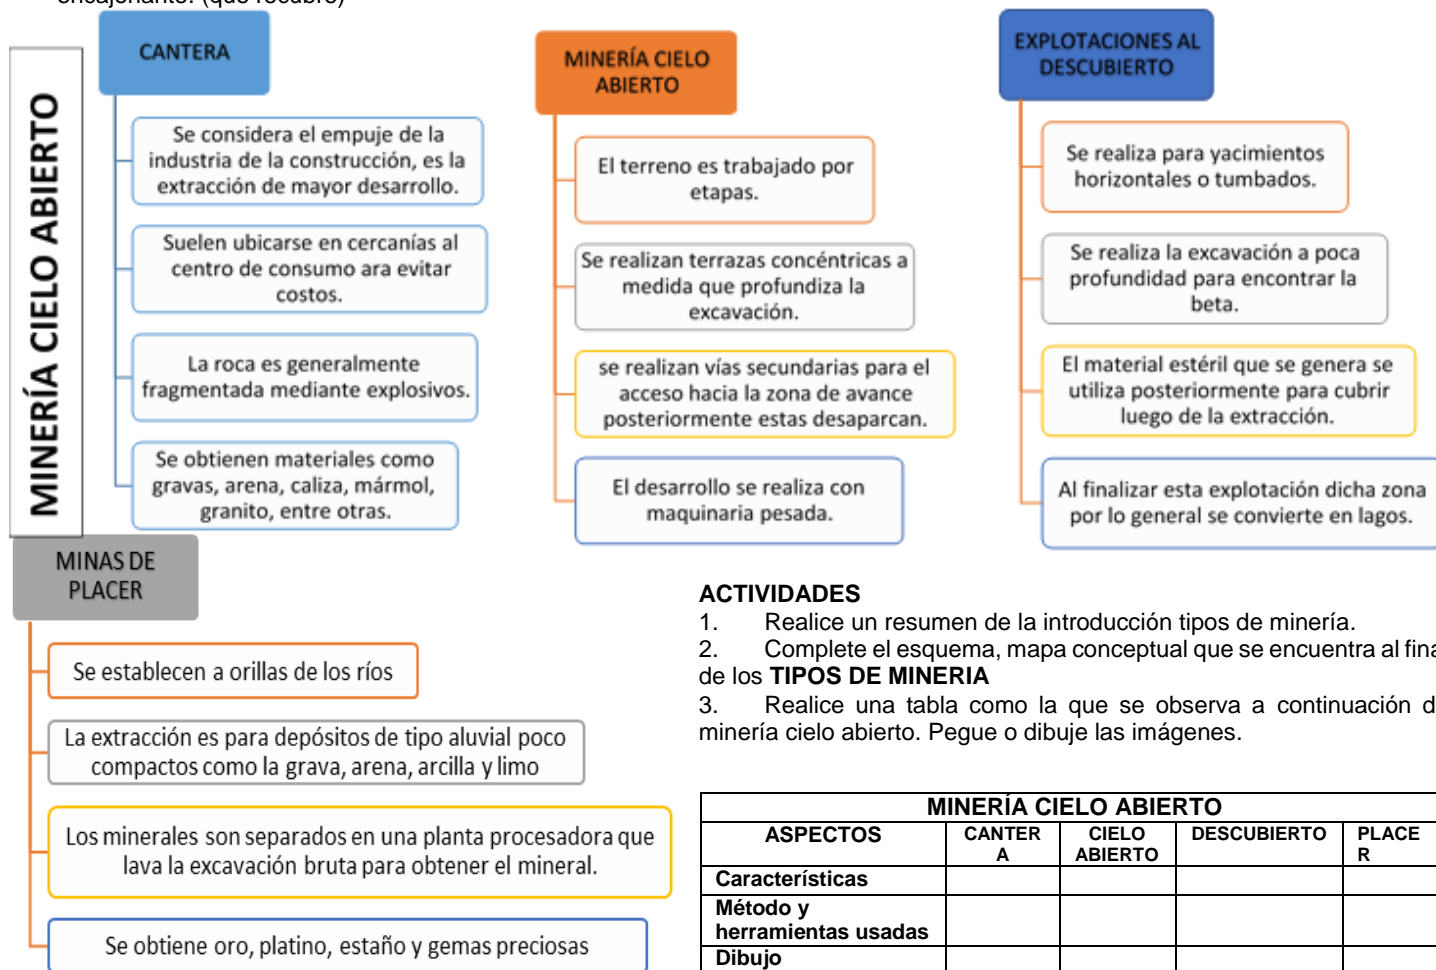 MINERÍA CIELO ABIERTO
CANTERA
Se considera el empuje de la
industria de la construcción, es la
extracción de mayor desarrollo.
Suelen ubicarse en cercanías al
centro de consumo ara evitar
costos.
La roca es generalmente
fragmentada mediante explosivos.
Se obtienen materiales como
gravas, arena, caliza, mármol,
granito, entre otras.
MINERÍA CIELO
ABIERTO
El terreno es trabajado por
etapas.
Se realizan terrazas concéntricas a
medida que profundiza la
excavación.
se realizan vías secundarias para el
acceso hacia la zona de avance
posteriormente estas desaparcan.
El desarrollo se realiza con
maquinaria pesada.
EXPLOTACIONES AL
DESCUBIERTO
Se realiza para yacimientos
horizontales o tumbados.
Se realiza la excavación a poca
profundidad para encontrar la
beta.
El material estéril que se genera se
utiliza posteriormente para cubrir
luego de la extracción.
Al finalizar esta explotación dicha zona
por lo general se convierte en lagos.
MINAS DE
PLACER
Se establecen a orillas de los ríos
La extracción es para depósitos de tipo aluvial poco
compactos como la grava, arena, arcilla y limo
Los minerales son separados en una planta procesadora que
lava la excavación bruta para obtener el mineral.
Se obtiene oro, platino, estaño y gemas preciosas
ACTIVIDADES
1. Realice un resumen de la introducción tipos de minería.
2. Complete el esquema, mapa conceptual que se encuentra al fina
de los TIPOS DE MINERIA
3. Realice una tabla como la que se observa a continuación d
minería cielo abierto. Pegue o dibuje las imágenes.
MINERÍA CIELO ABIERTO
ASPECTOS CANTER CIELO DESCUBIERTO PLACE
A ABIERTO R
Características
Método y
herramientas usadas
Dibujo